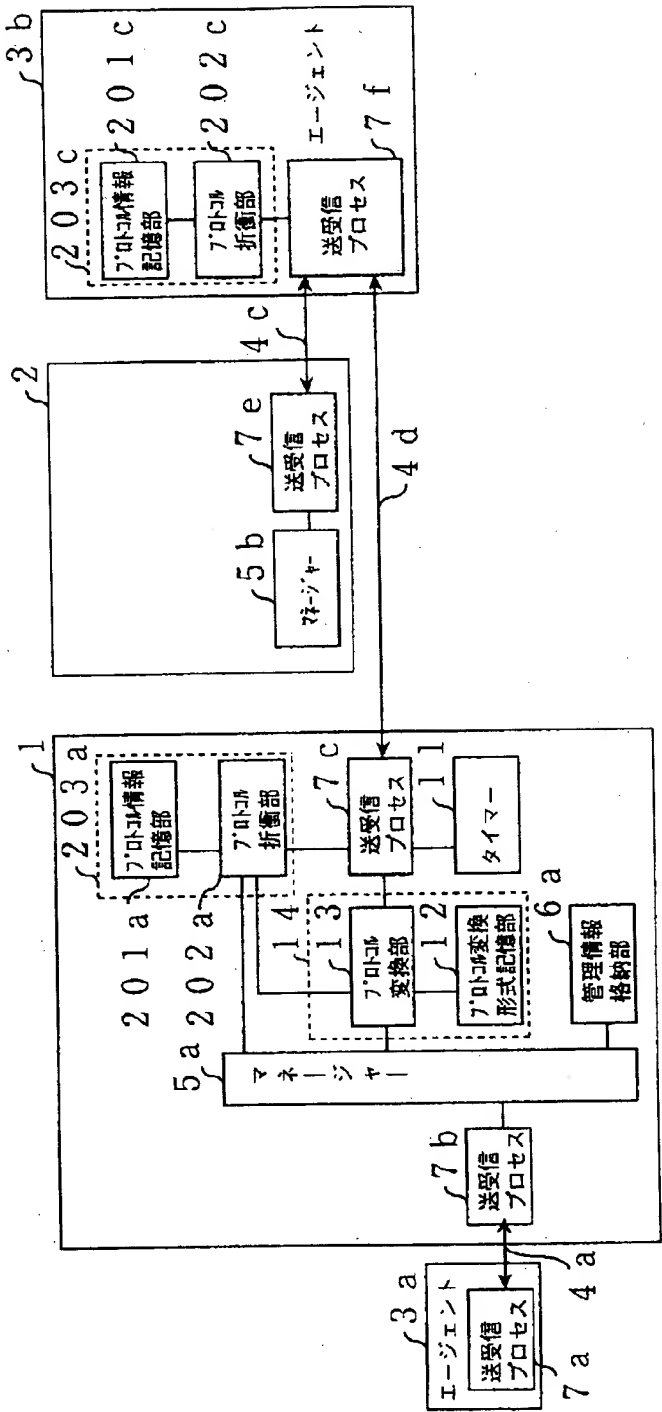 3b
203c
プロトコル情報
記憶部
201c
プロトコル
折衝部
202c
エージェント
送受信
プロセス
7f
4c
4d
2
7e
送受信
プロセス
5b
マネージャー
1
203a
プロトコル情報
記憶部
201a
プロトコル
折衝部
202a
7c
送受信
プロセス
11
タイマー
14
13
プロトコル
変換部
12
プロトコル変換
形式記憶部
6a
管理情報
格納部
5a
マネージャー
7b
送受信
プロセス
4a
3a
エージェント
送受信
プロセス
7a